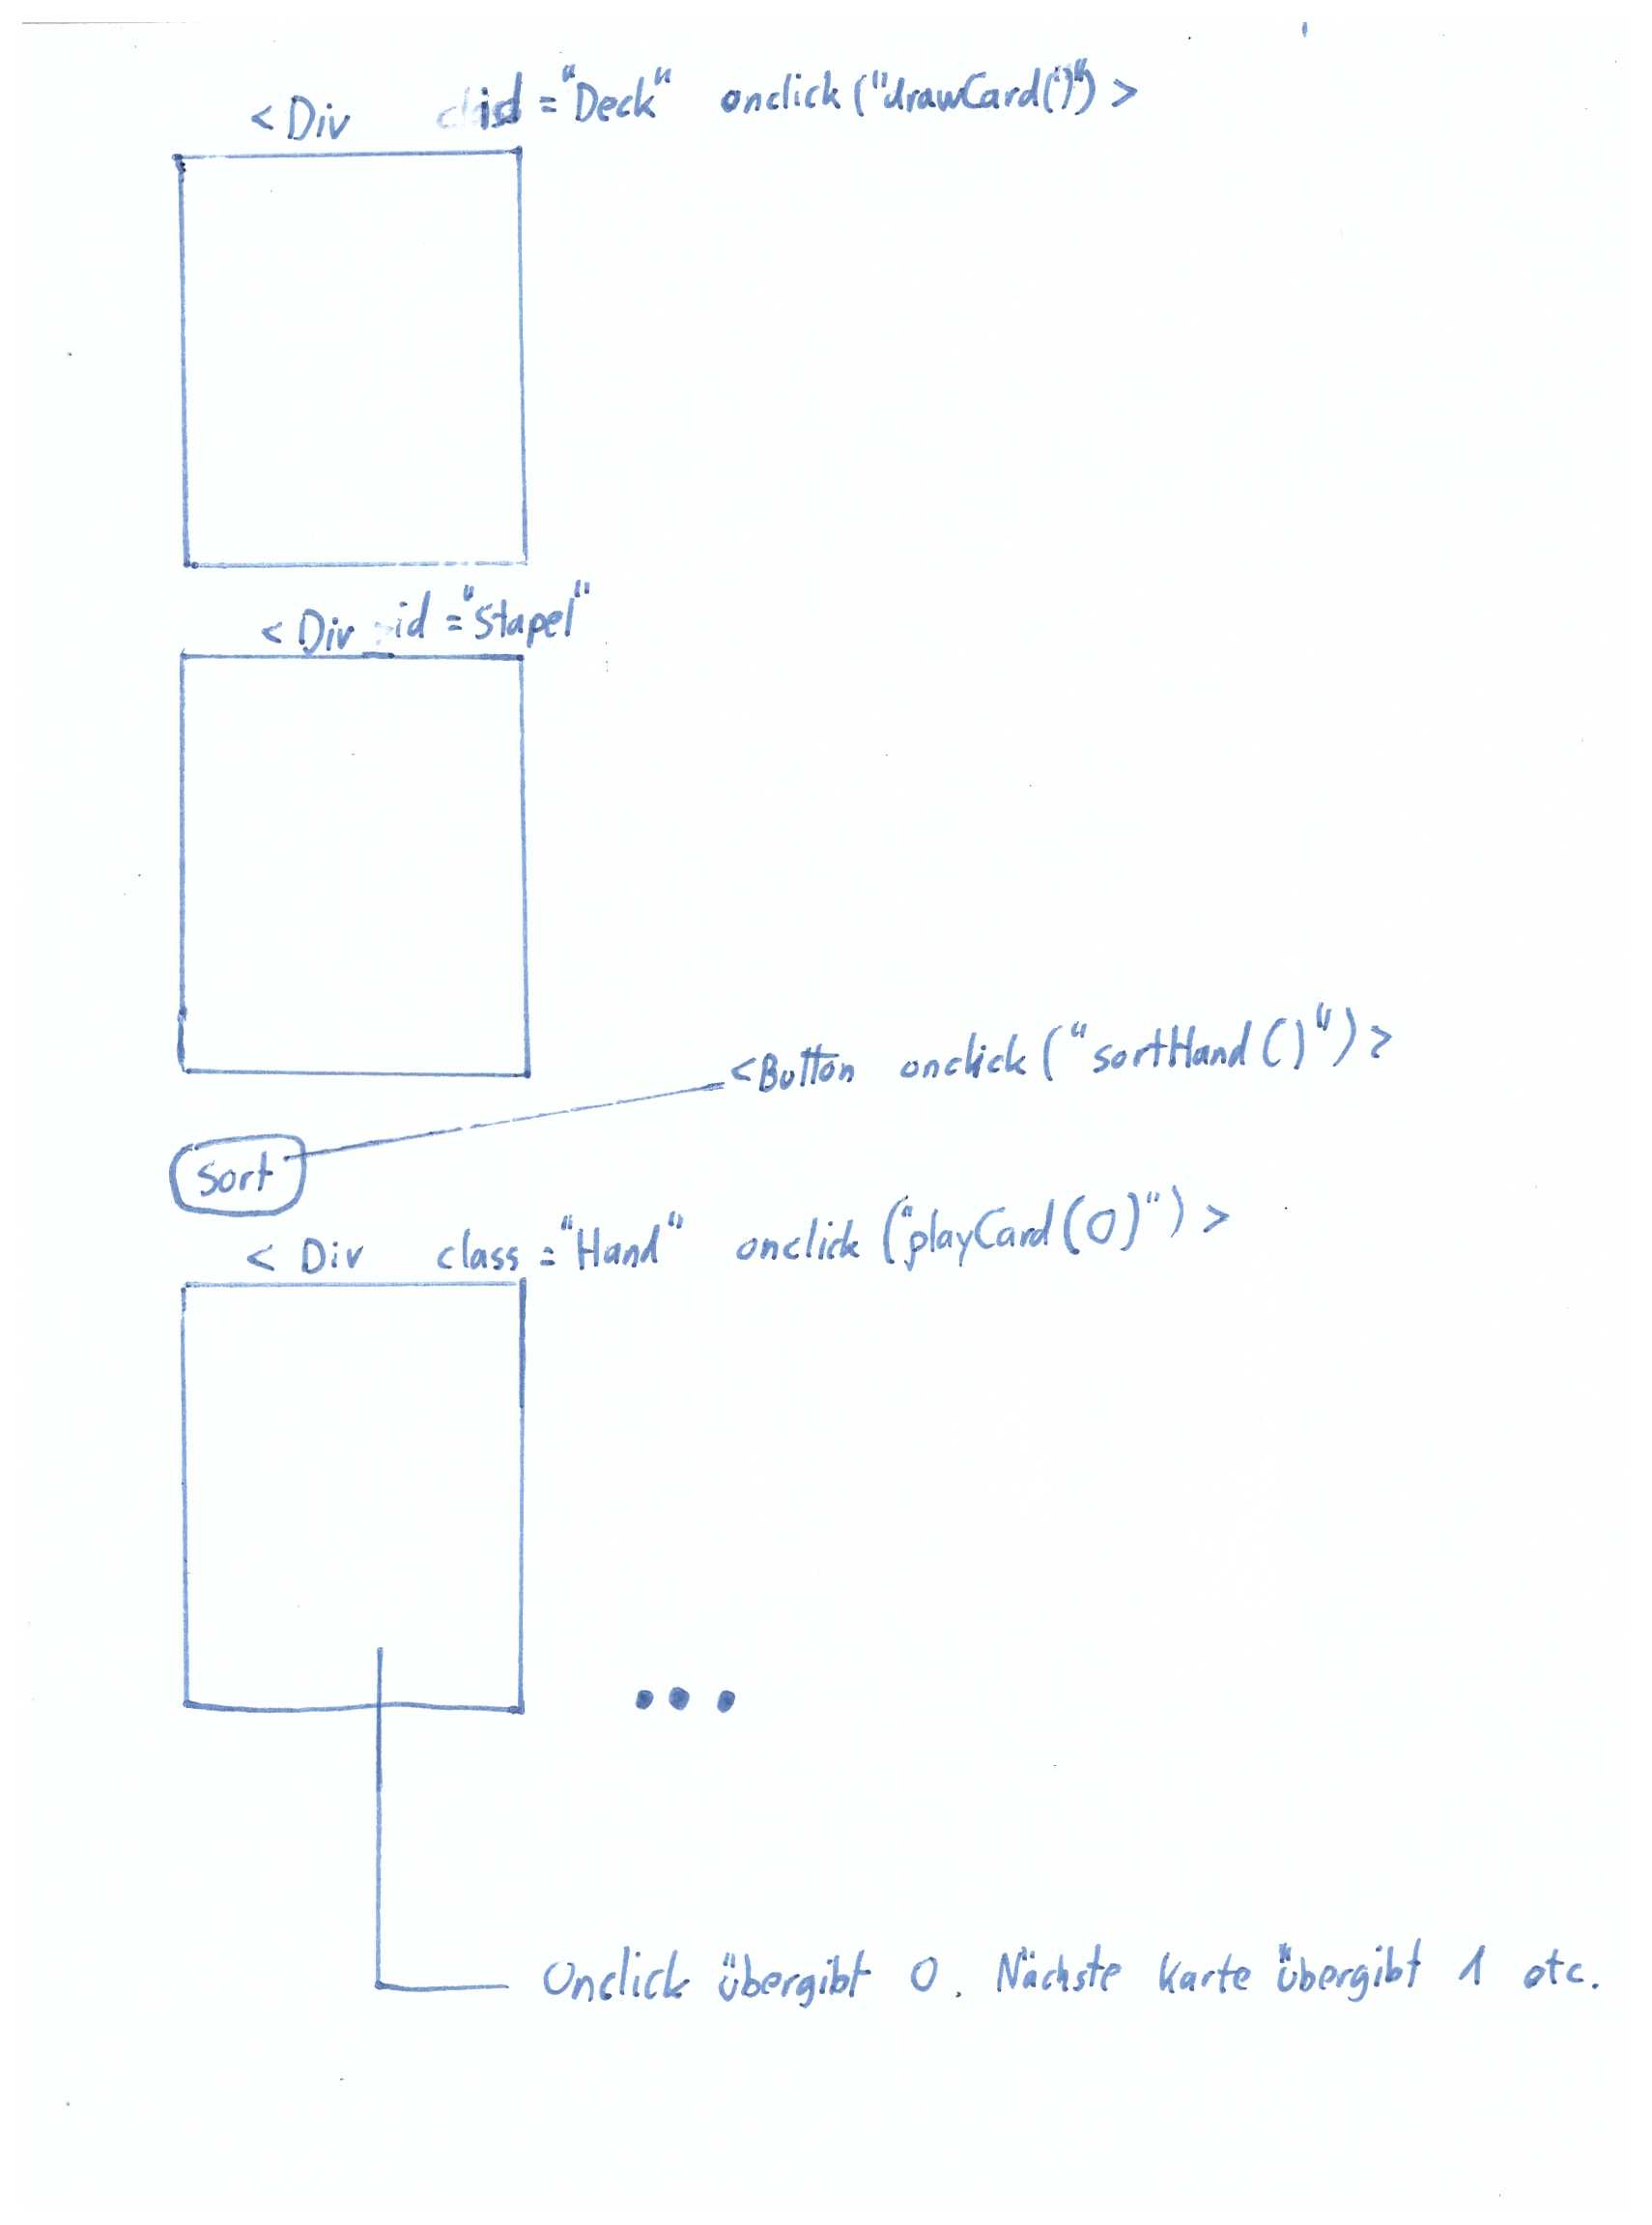 < Div id = "Deck" onclick ("drawCard()") >
< Div id = "Stapel"
<Button onclick ("sortHand()") >
Sort
< Div class = "Hand" onclick ("playCard(0)") >
...
Onclick übergibt 0. Nächste Karte übergibt 1 etc.